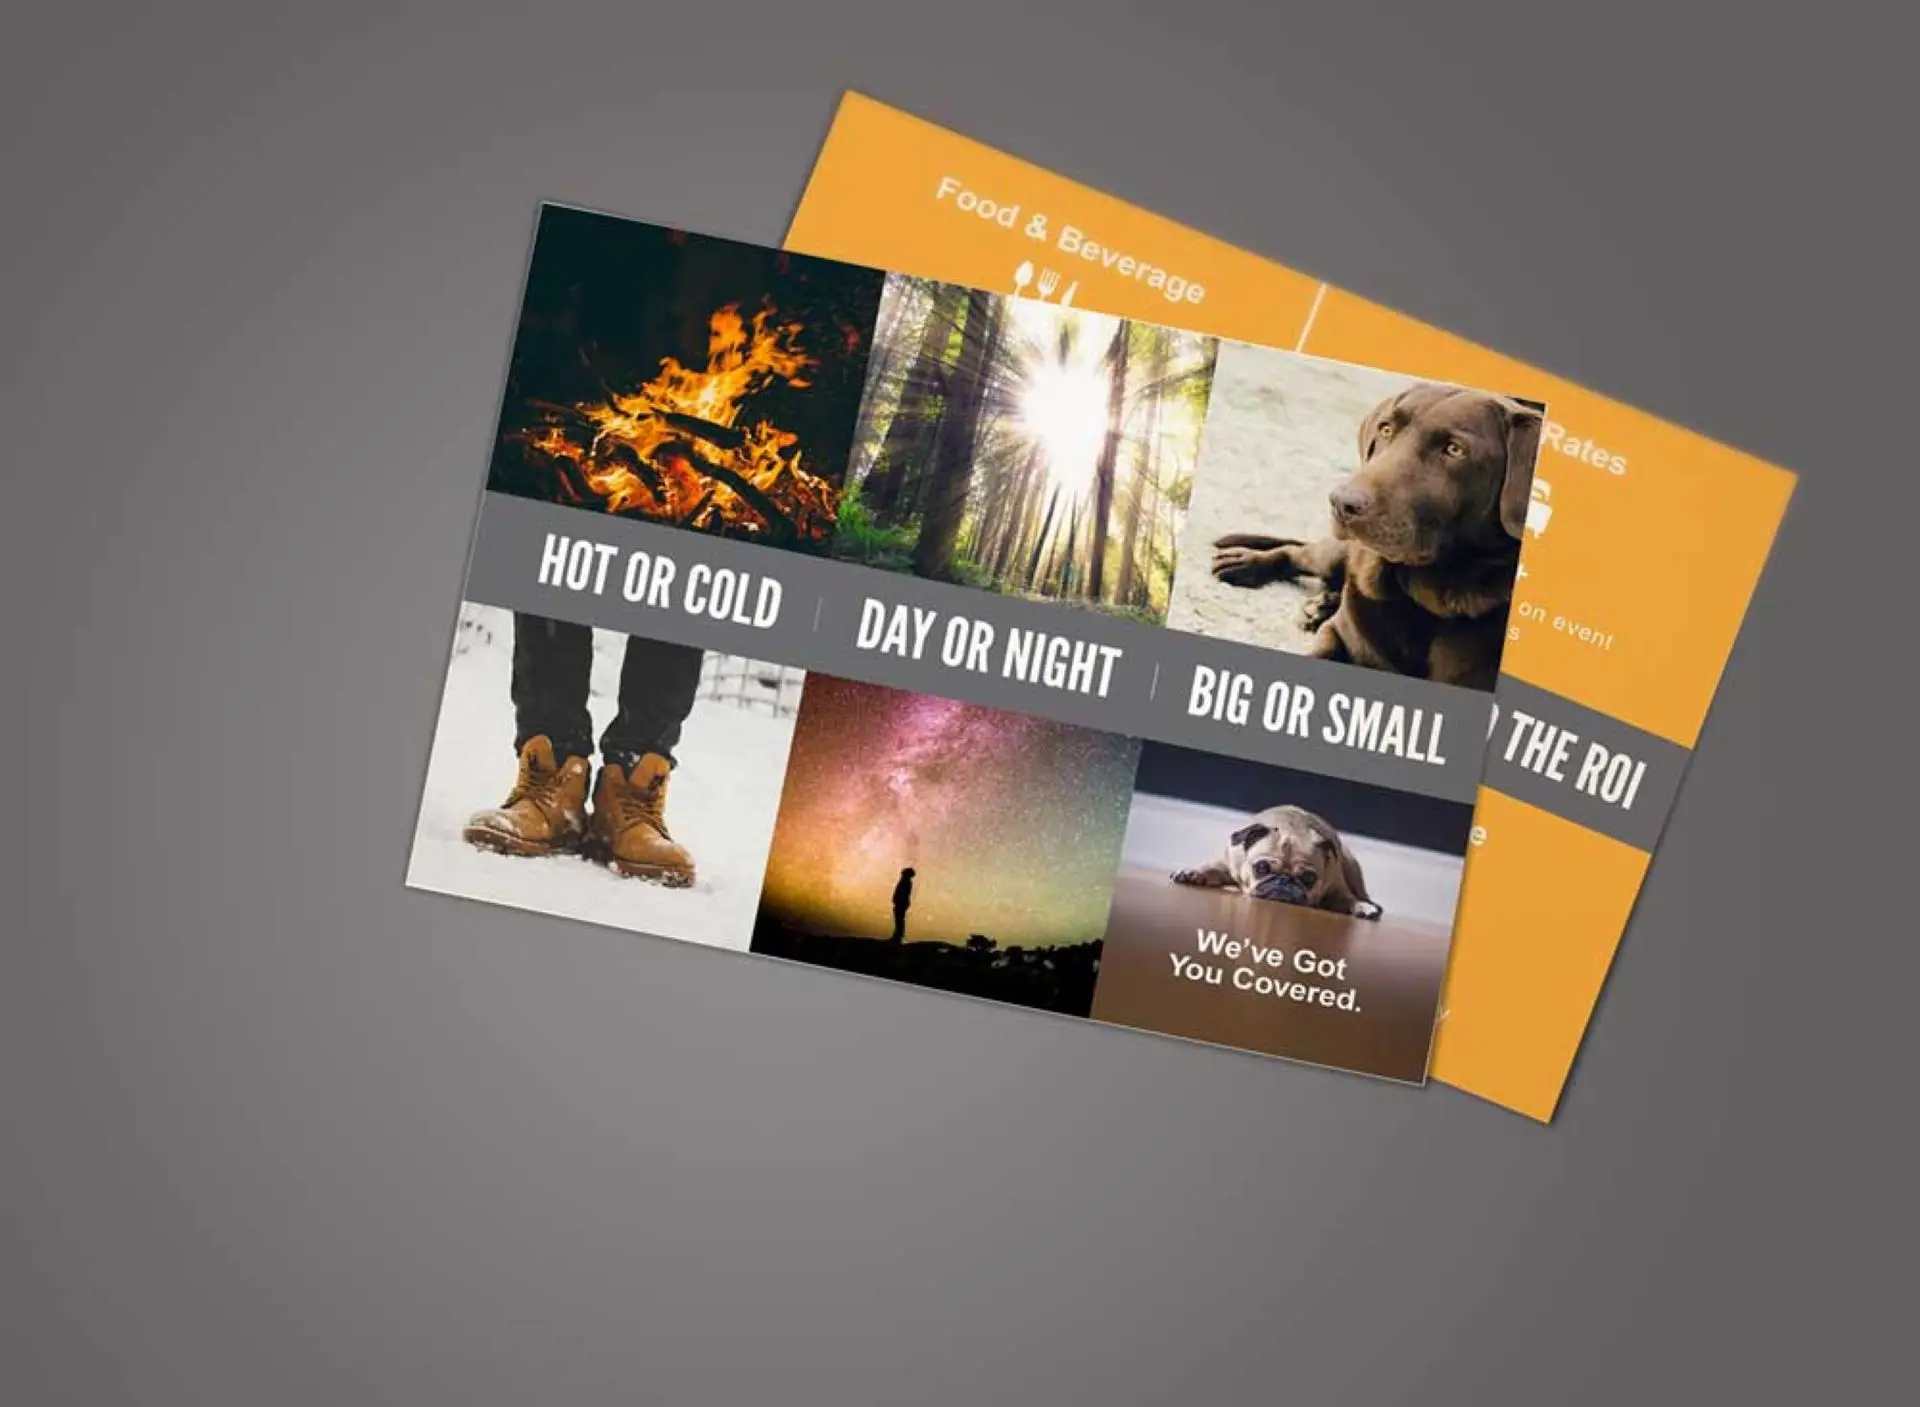 Food & Beverage
Rates
on event
HOT OR COLD | DAY OR NIGHT | BIG OR SMALL
THE ROI
We've Got
You Covered.